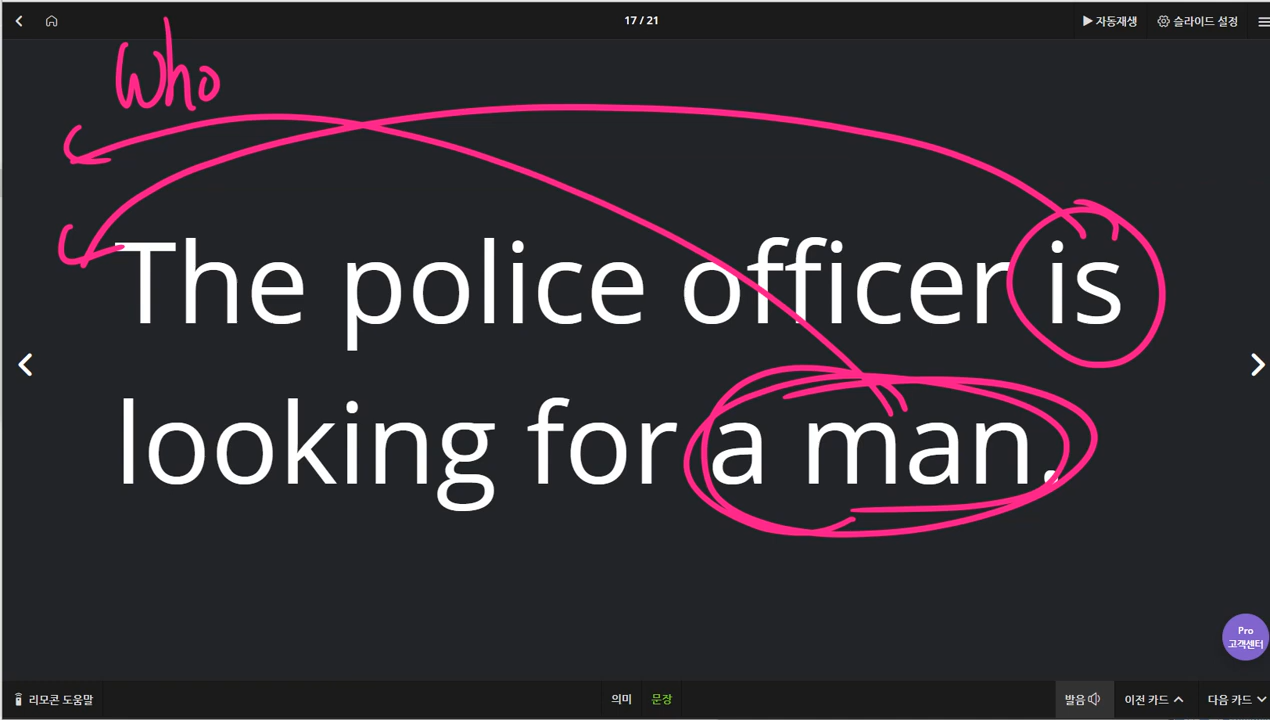 17 / 21
자동재생
슬라이드 설정
Who
The police officer is
looking for a man.
Pro
고객센터
리모콘 도움말
의미
문장
발음
이전 카드
다음 카드